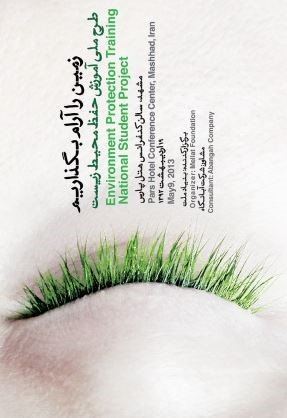 زمین را آرام بگذاریم
طرح ملی آموزش حفظ محیط زیست
Environment Protection Training
National Student Project
مشهد، سالن کنفرانس هتل پارس
Pars Hotel Conference Center, Mashhad, Iran
۱۹ اردیبهشت ۱۳۹۲
May9, 2013
برگزارکننده: بنیاد ملت
Organizer: Mellat Foundation
مشاور: شرکت آبانگاه
Consultant: Abangah Company